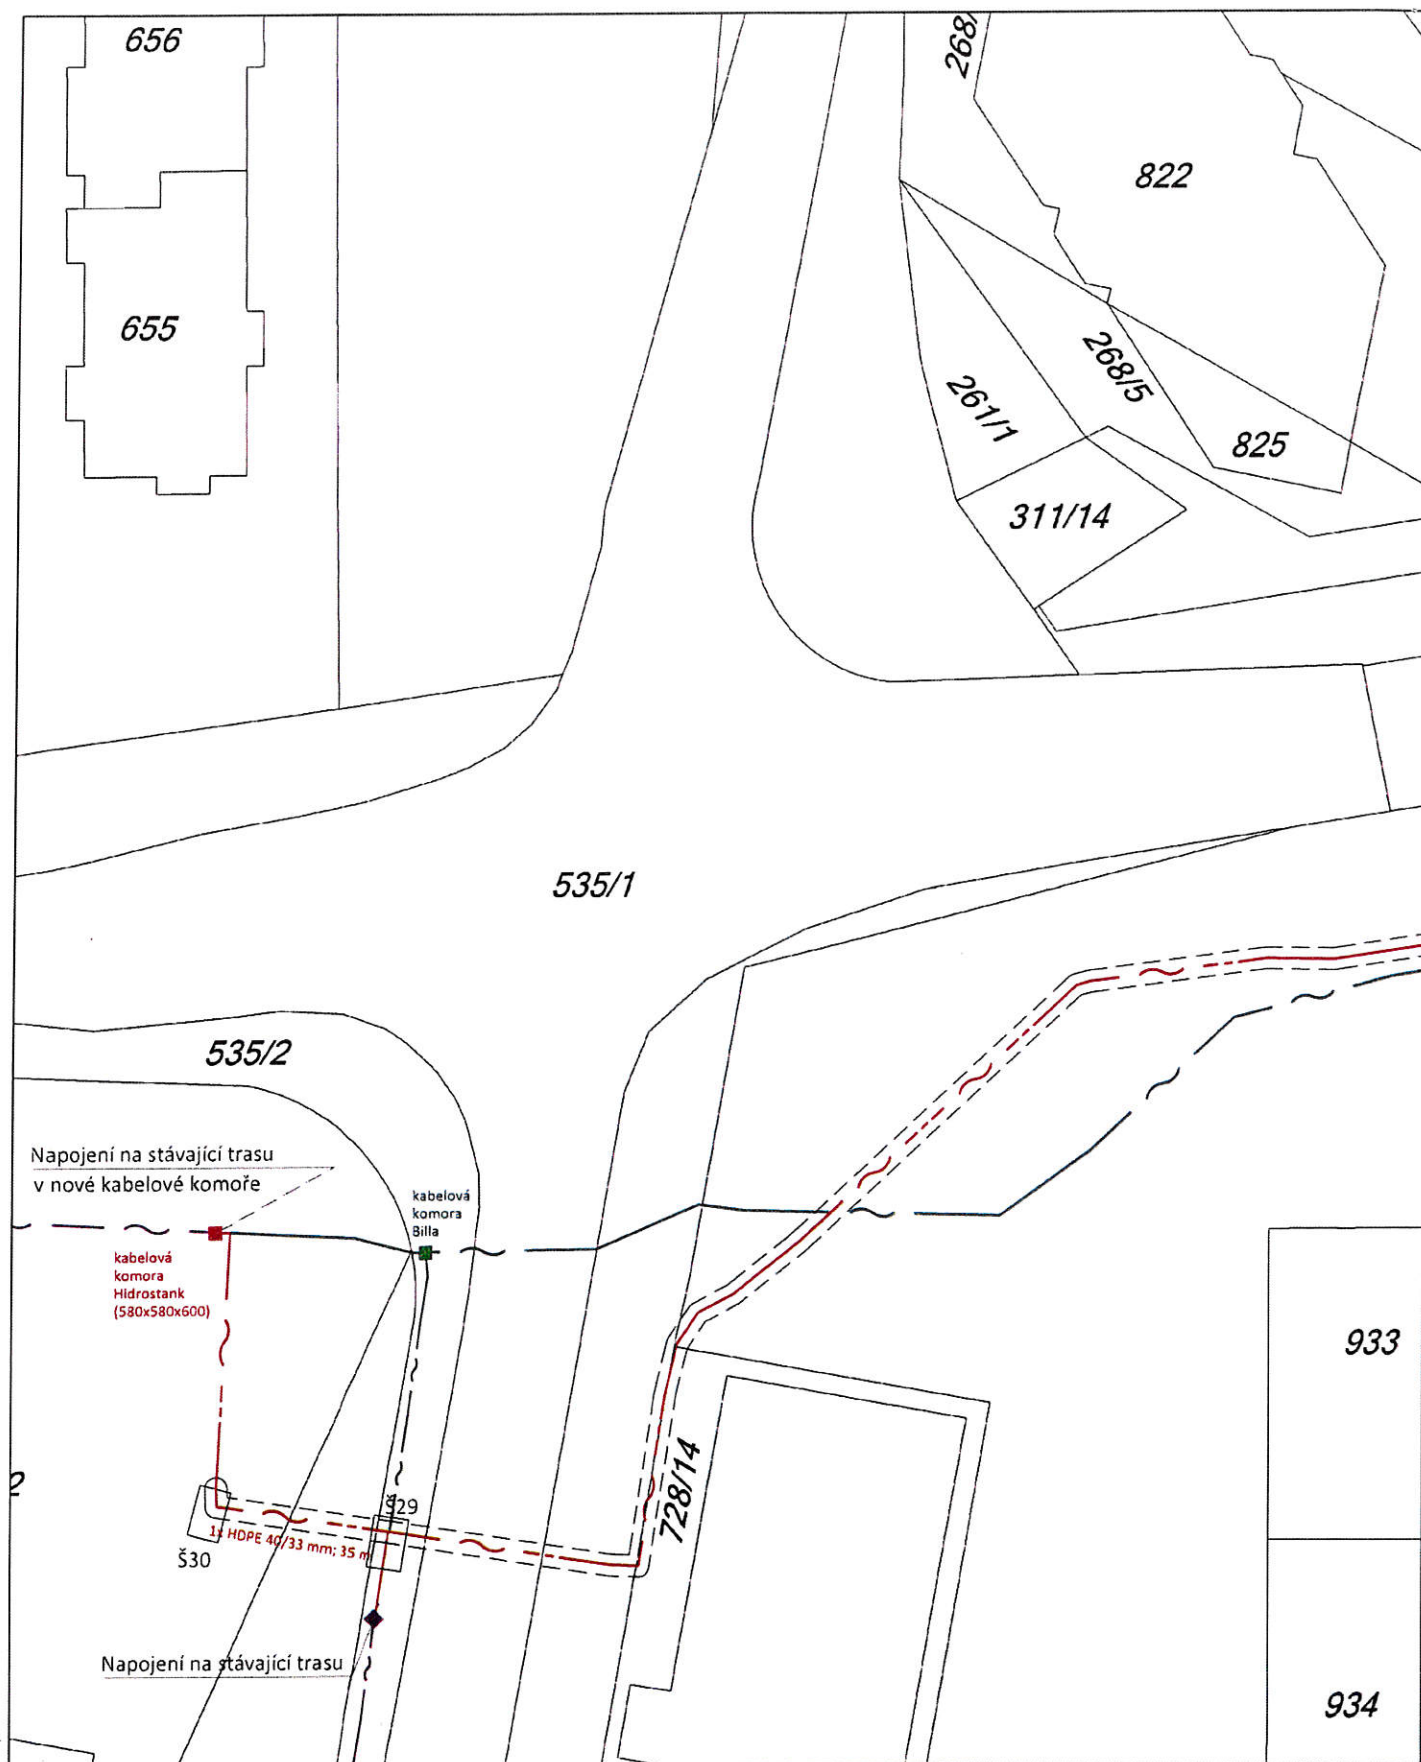 656
268/
822
655
268/5
261/1
825
311/14
535/1
535/2
Napojení na stávající trasu
v nové kabelové komoře
kabelová
komora
Billa
kabelová
komora
Hidrostank
(580x580x600)
933
728/14
2
Š29
1x HDPE 40/33 mm; 35 m
Š30
Napojení na stávající trasu
934